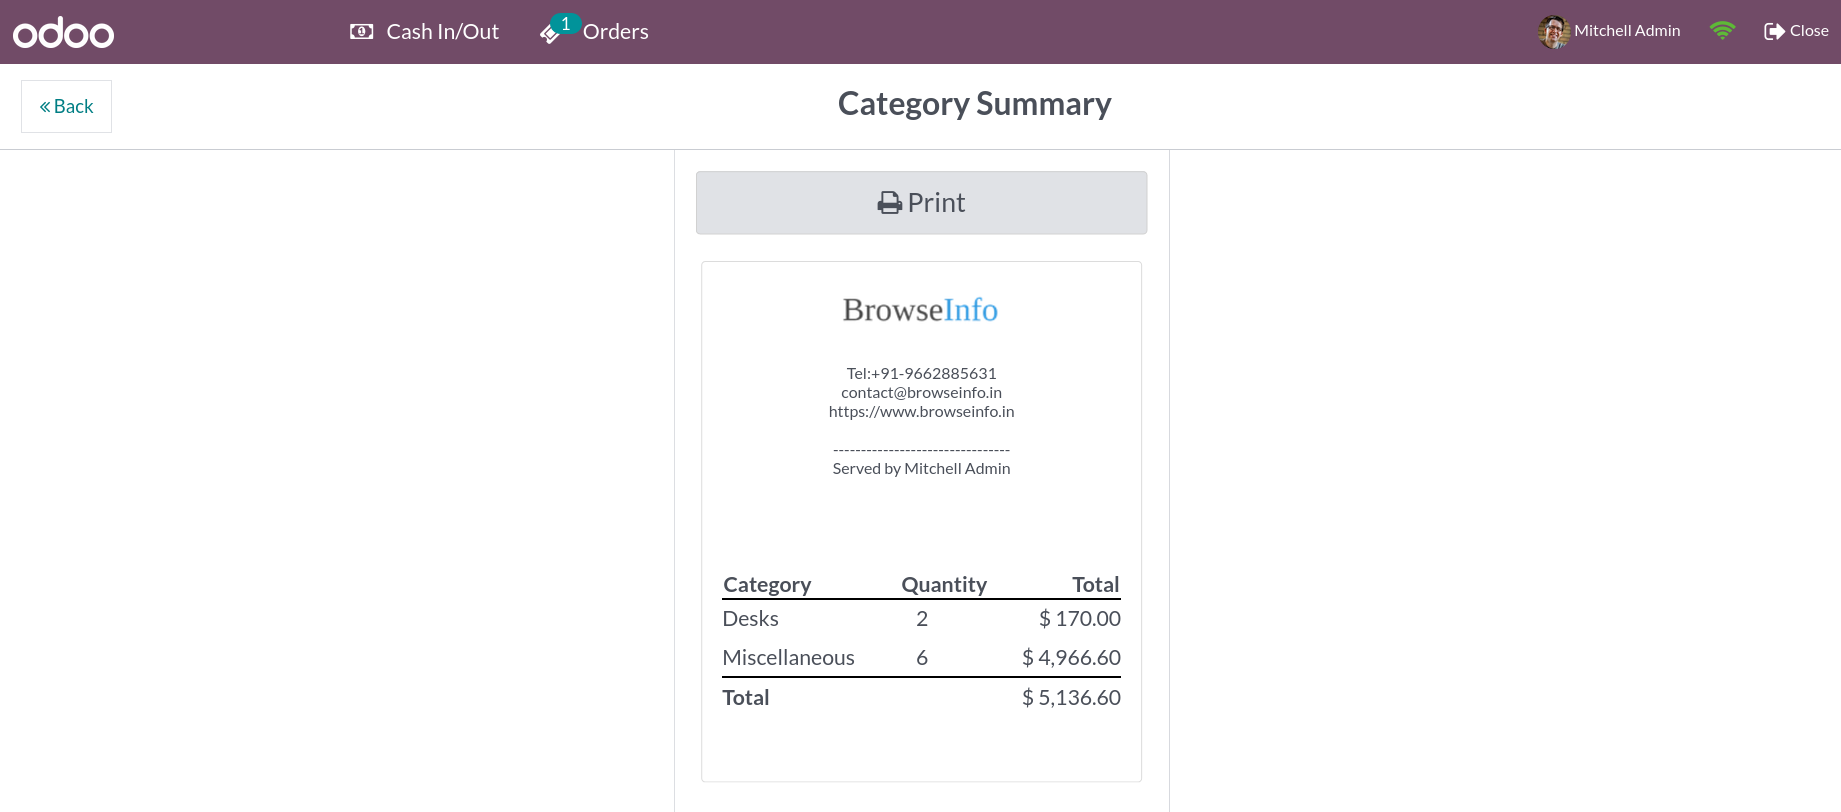 odoo
Cash In/Out
1
Orders
Mitchell Admin
Close
Back
Category Summary
Print
BrowseInfo
Tel:+91-9662885631
contact@browseinfo.in
https://www.browseinfo.in
--------------------------------
Served by Mitchell Admin
Category Quantity Total
Desks 2 $ 170.00
Miscellaneous 6 $ 4,966.60
Total $ 5,136.60